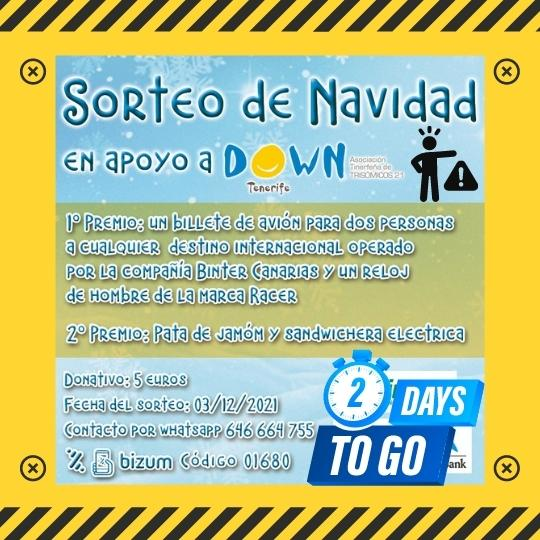 Sorteo de Navidad
en apoyo a DOWN
Tenerife
Asociación
Tinerfeña de
TRISÓMICOS 21
1º Premio: un billete de avión para dos personas
a cualquier destino internacional operado
por la compañía Binter Canarias y un reloj
de hombre de la marca Racer
2º Premio: Pata de jamóm y sandwichera electrica
Donativo: 5 euros
Fecha del sorteo: 03/12/2021
Contacto por whatsapp 646 664 755
bizum Código 01680
2 DAYS
TO GO